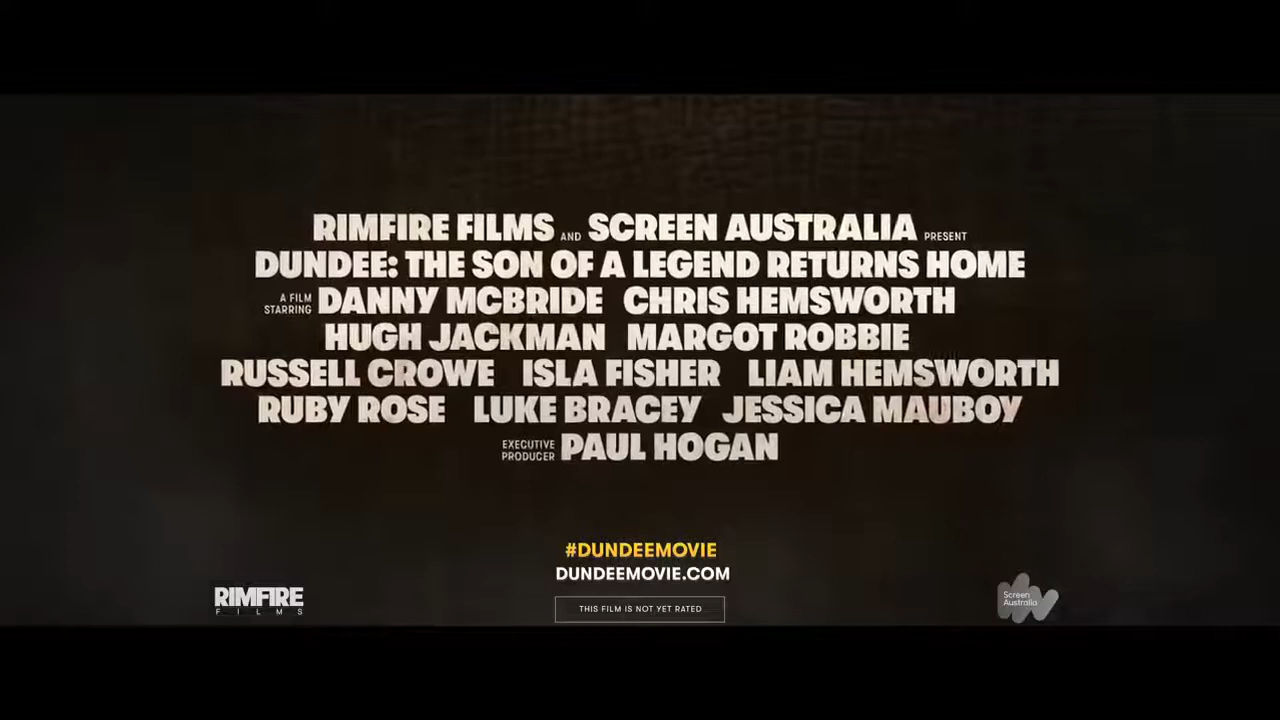 RIMFIRE FILMS AND SCREEN AUSTRALIA PRESENT
DUNDEE: THE SON OF A LEGEND RETURNS HOME
A FILM STARRING DANNY MCBRIDE CHRIS HEMSWORTH
HUGH JACKMAN MARGOT ROBBIE
RUSSELL CROWE ISLA FISHER LIAM HEMSWORTH
RUBY ROSE LUKE BRACEY JESSICA MAUBOY
EXECUTIVE PRODUCER PAUL HOGAN
#DUNDEEMOVIE
DUNDEEMOVIE.COM
THIS FILM IS NOT YET RATED
RIMFIRE
FILMS
Screen
Australia